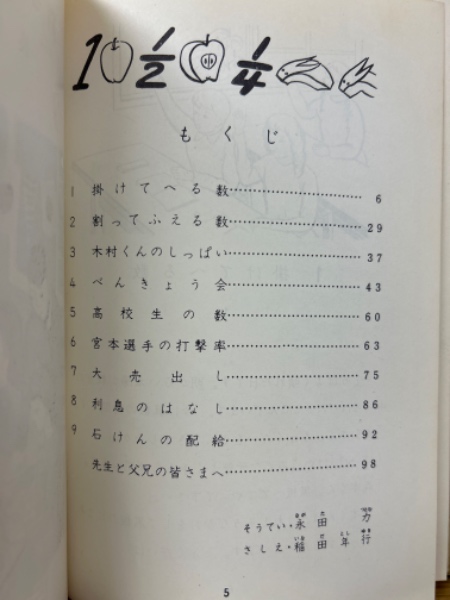 1 1/2 1/4
もくじ
1 掛けてへる数…………6
2 割ってふえる数…………29
3 木村くんのしっぱい…………37
4 べんきょう会…………43
5 高校生の数…………60
6 宮本選手の打撃率…………63
7 大売出し…………75
8 利息のはなし…………86
9 石けんの配給…………92
先生と父兄の皆さまへ…………98
そうてい・永田力
さしえ・稲田年行
5